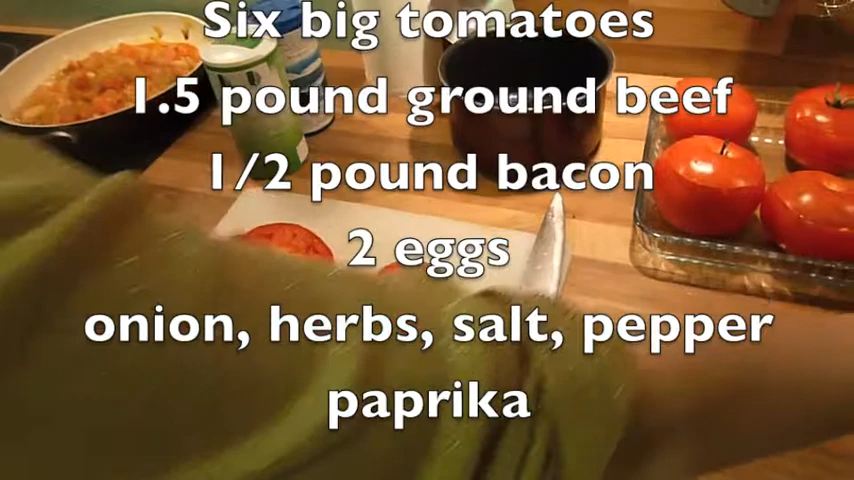 Six big tomatoes
1.5 pound ground beef
1/2 pound bacon
2 eggs
onion, herbs, salt, pepper
paprika